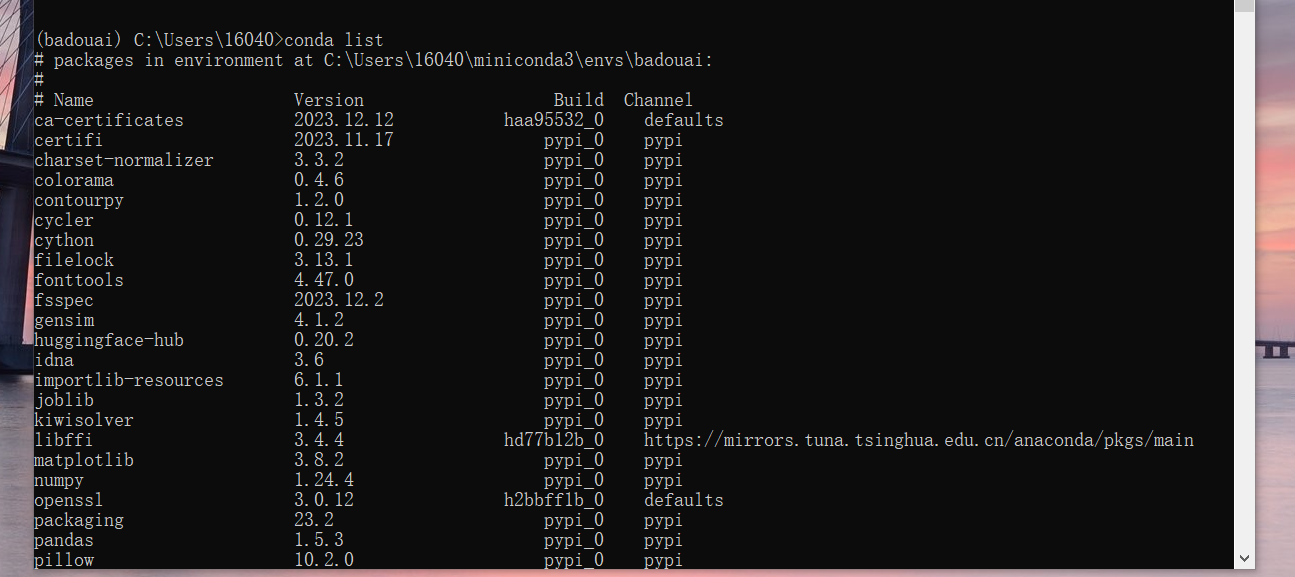 (badouai) C:\Users\16040>conda list
# packages in environment at C:\Users\16040\miniconda3\envs\badouai:
#
# Name Version Build Channel
ca-certificates 2023.12.12 haa95532_0 defaults
certifi 2023.11.17 pypi_0 pypi
charset-normalizer 3.3.2 pypi_0 pypi
colorama 0.4.6 pypi_0 pypi
contourpy 1.2.0 pypi_0 pypi
cycler 0.12.1 pypi_0 pypi
cython 0.29.23 pypi_0 pypi
filelock 3.13.1 pypi_0 pypi
fonttools 4.47.0 pypi_0 pypi
fsspec 2023.12.2 pypi_0 pypi
gensim 4.1.2 pypi_0 pypi
huggingface-hub 0.20.2 pypi_0 pypi
idna 3.6 pypi_0 pypi
importlib-resources 6.1.1 pypi_0 pypi
joblib 1.3.2 pypi_0 pypi
kiwisolver 1.4.5 pypi_0 pypi
libffi 3.4.4 hd77b12b_0 https://mirrors.tuna.tsinghua.edu.cn/anaconda/pkgs/main
matplotlib 3.8.2 pypi_0 pypi
numpy 1.24.4 pypi_0 pypi
openssl 3.0.12 h2bbff1b_0 defaults
packaging 23.2 pypi_0 pypi
pandas 1.5.3 pypi_0 pypi
pillow 10.2.0 pypi_0 pypi